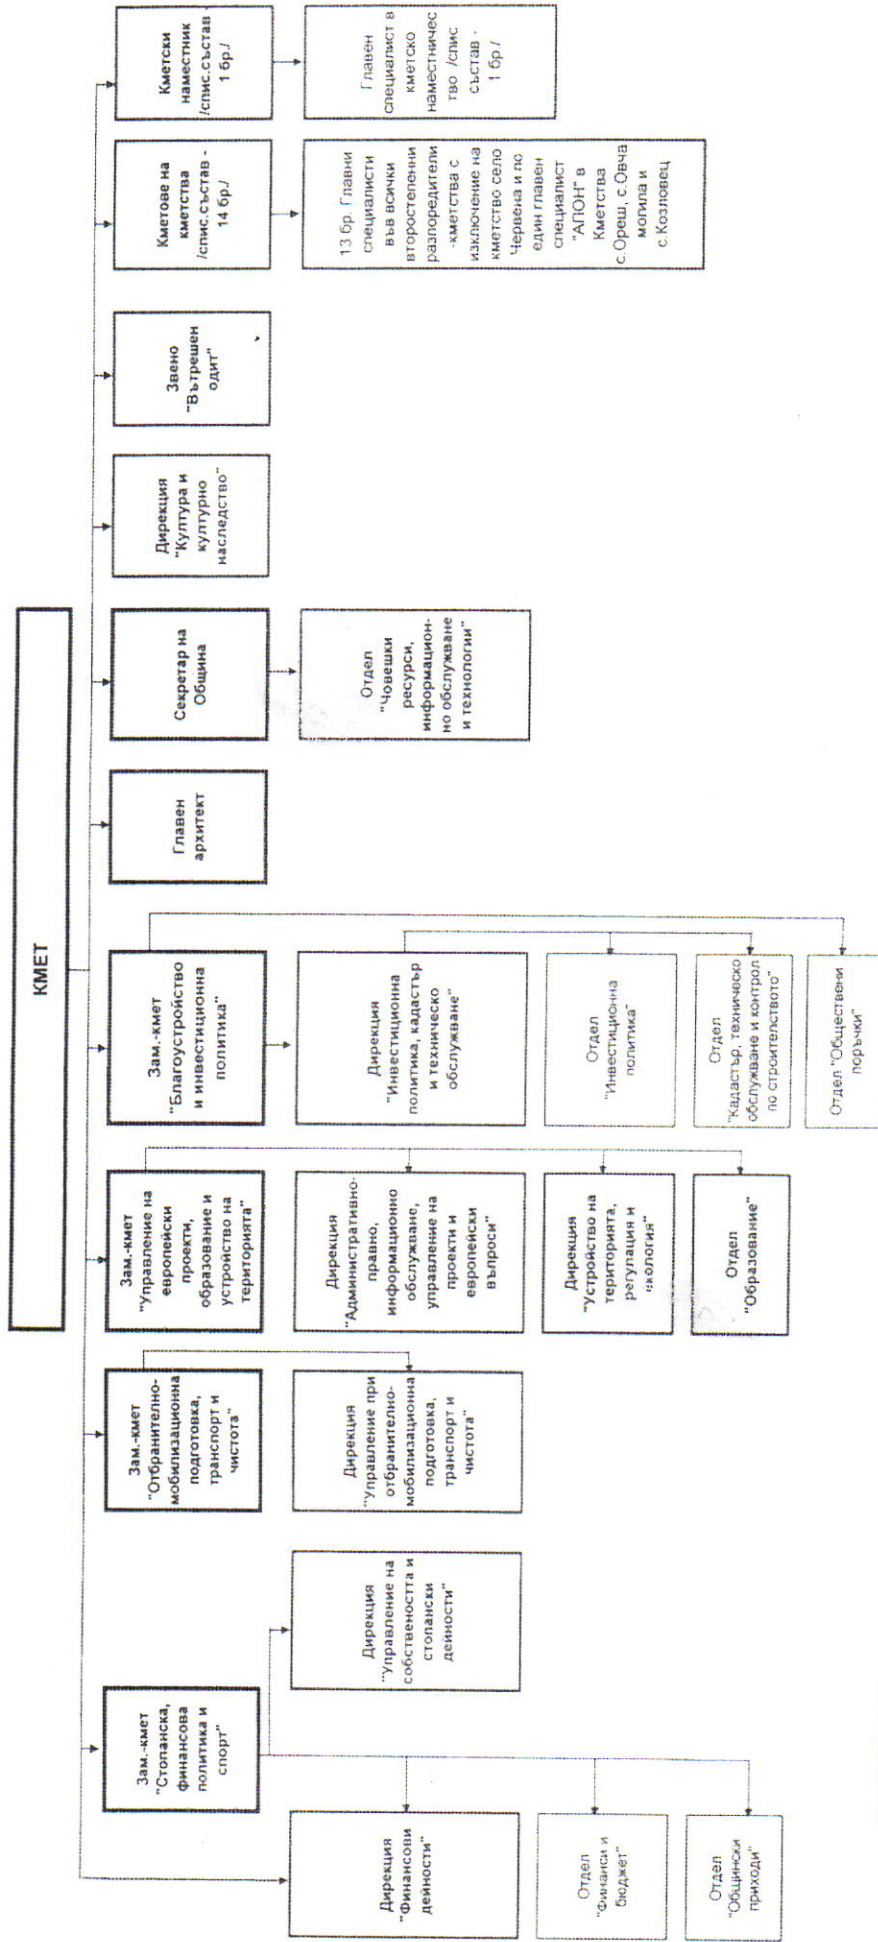 КМЕТ
Зам.-кмет
"Стопанска,
финансова
политика и
спорт"
Дирекция
"Финансови
дейности"
Отдел
"Финанси и
бюджет"
Отдел
"Общински
приходи"
Дирекция
"Управление на
собствеността и
стопански
дейности"
Зам.-кмет
"Отбранително-
мобилизационна
подготовка,
транспорт и
чистота"
Дирекция
"Управление при
отбранително-
мобилизационна
подготовка,
транспорт и
чистота"
Зам.-кмет
"Управление на
европейски
проекти,
образование и
устройство на
територията"
Дирекция
"Административно-
правно,
информационно
обслужване,
управление на
проекти и
европейски
въпроси"
Дирекция
"Устройство на
територията,
регулация и
екология"
Отдел
"Образование"
Зам.-кмет
"Благоустройство
и инвестиционна
политика"
Дирекция
"Инвестиционна
политика, кадастър
и техническо
обслужване"
Отдел
"Инвестиционна
политика"
Отдел
"Кадастър, техническо
обслужване и контрол
по строителството"
Отдел "Обществени
поръчки"
Главен
архитект
Секретар на
Община
Отдел
"Човешки
ресурси,
информацион-
но обслужване
и технологии"
Дирекция
"Култура и
културно
наследство"
Звено
"Вътрешен
одит"
Кметове на
кметства
/спис.състав -
14 бр./
13 бр. Главни
специалисти
във всички
второстепенни
разпоредители
-кметства с
изключение на
кметство село
Червена и по
един главен
специалист
"АПОН" в
Кметства
с.Ореш, с.Овча
могила и
с.Козловец
Кметски
наместник
/спис.състав -
1 бр./
Главен
специалист в
кметско
наместничес
тво /спис
състав -
1 бр./